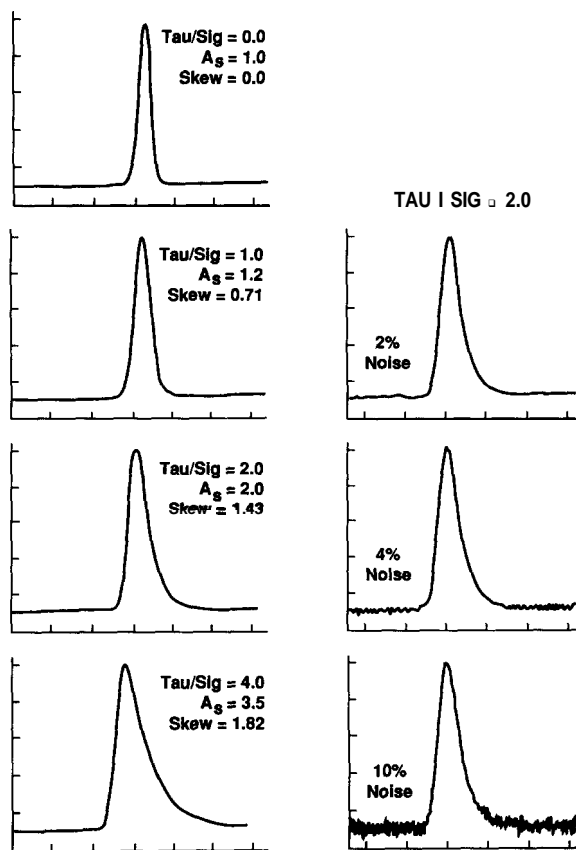 Tau/Sig = 0.0
As = 1.0
Skew = 0.0
TAU I SIG □ 2.0
Tau/Sig = 1.0
As = 1.2
Skew = 0.71
2%
Noise
Tau/Sig = 2.0
As = 2.0
Skew = 1.43
4%
Noise
Tau/Sig = 4.0
As = 3.5
Skew = 1.82
10%
Noise